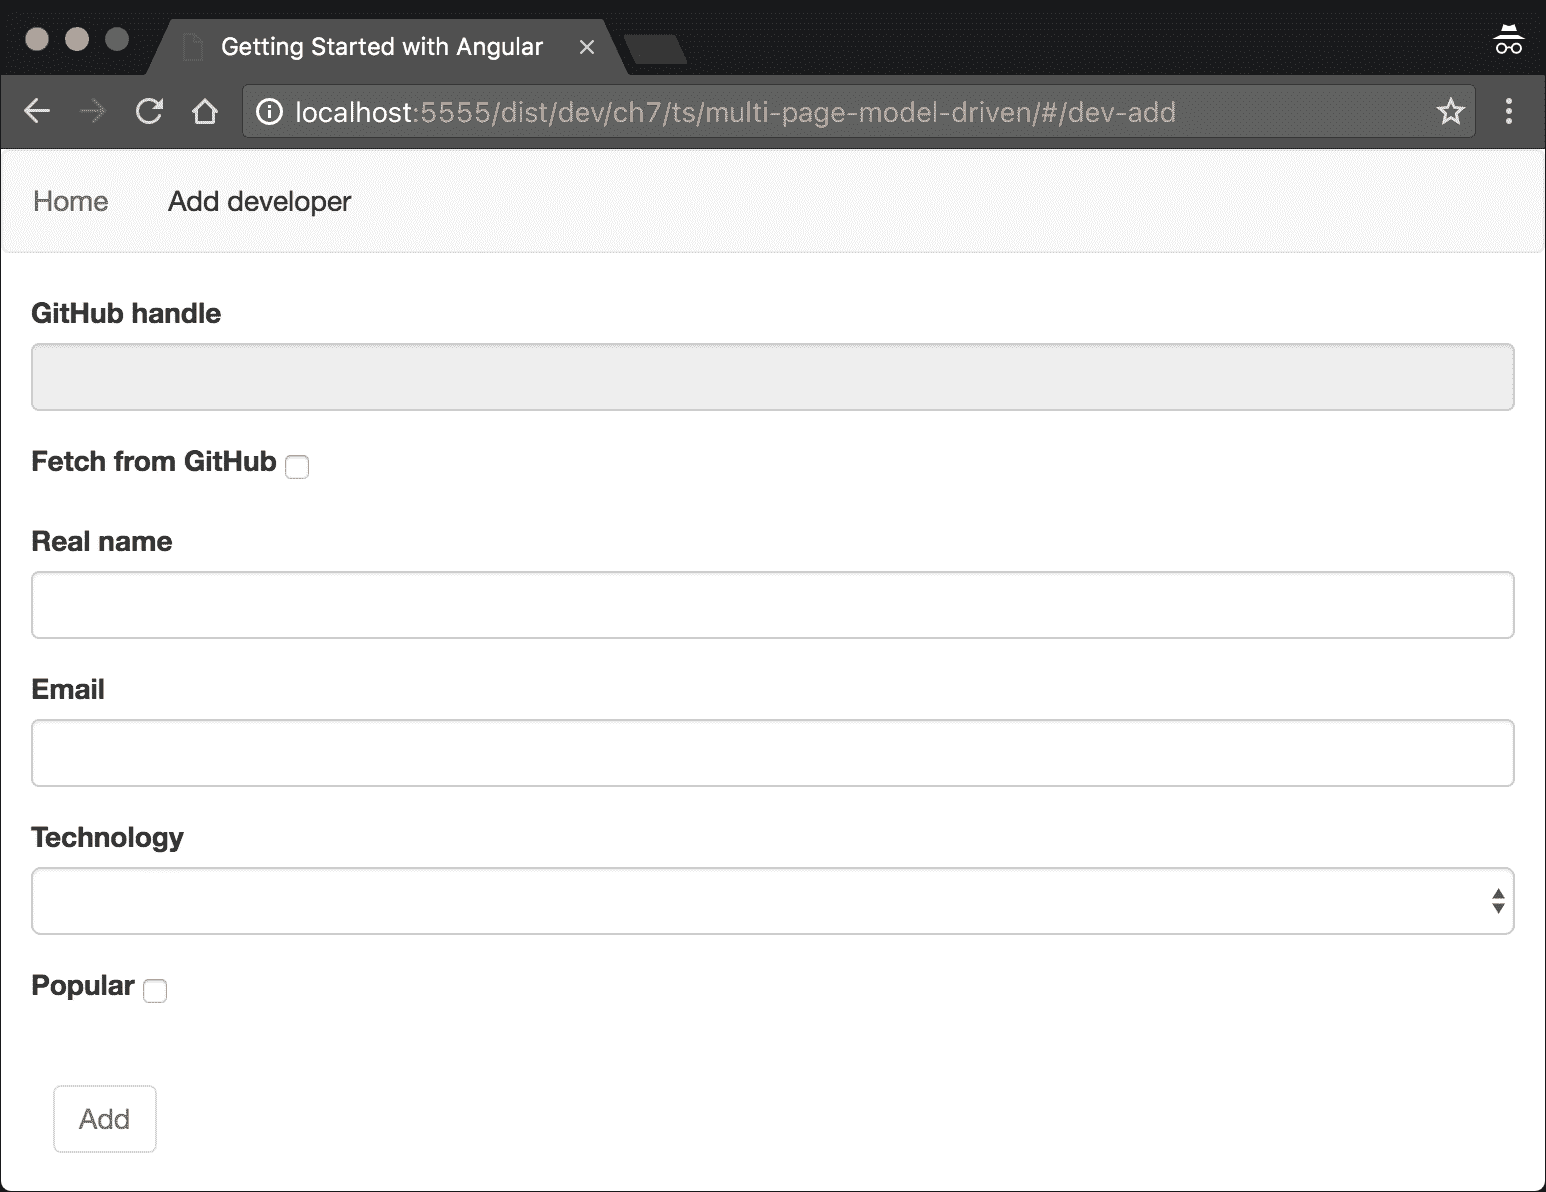 Getting Started with Angular
localhost:5555/dist/dev/ch7/ts/multi-page-model-driven/#/dev-add
Home Add developer
GitHub handle
Fetch from GitHub
Real name
Email
Technology
Popular
Add